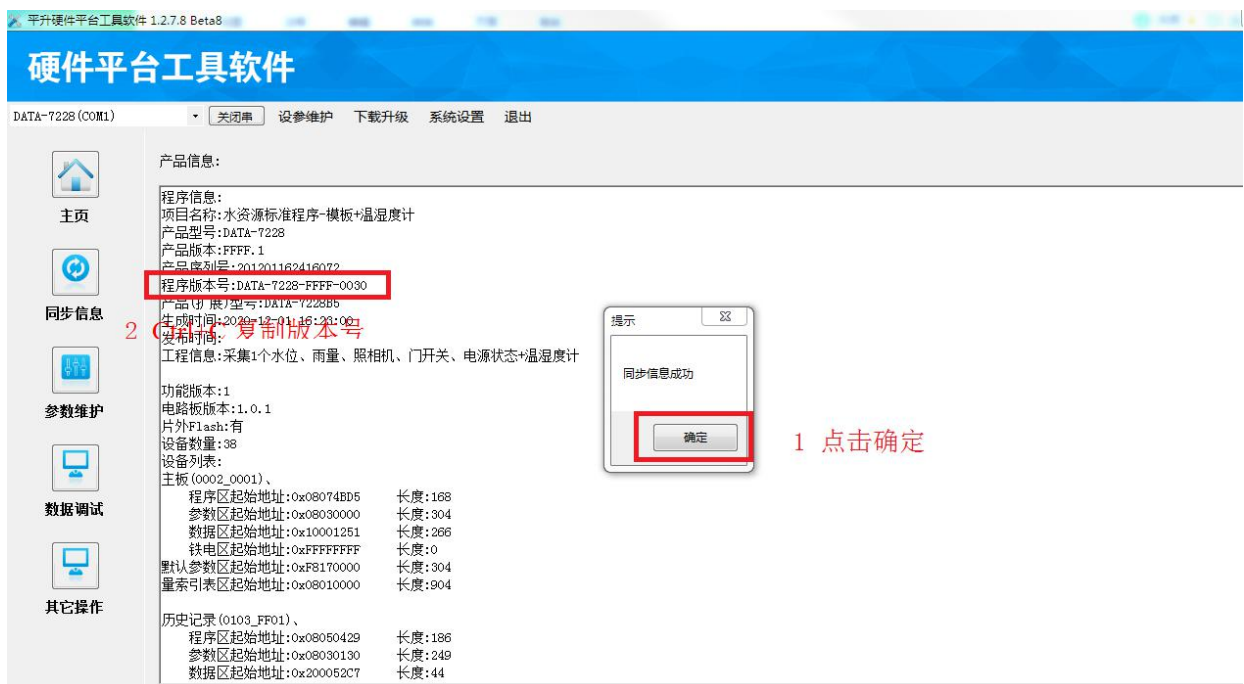 平升硬件平台工具软件 1.2.7.8 Beta8
硬件平台工具软件
DATA-7228(COM1)
关闭串
设参维护
下载升级
系统设置
退出
主页
同步信息
参数维护
数据调试
其它操作
产品信息:
程序信息:
项目名称:水资源标准程序-模板+温湿度计
产品型号:DATA-7228
产品版本:FFFF.1
产品序列号:201201162416072
程序版本号:DATA-7228-FFFF-0030
产品(扩展)型号:DATA-7228B5
生成时间:2020-12-01 16:23:00
2 Ctrl+C 复制版本号
发布时间:
工程信息:采集1个水位、雨量、照相机、门开关、电源状态+温湿度计
功能版本:1
电路板版本:1.0.1
片外Flash:有
设备数量:38
设备列表:
主板(0002_0001)、
程序区起始地址:0x08074BD5 长度:168
参数区起始地址:0x08030000 长度:304
数据区起始地址:0x10001251 长度:266
铁电区起始地址:0xFFFFFFFF 长度:0
默认参数区起始地址:0xF8170000 长度:304
量索引表区起始地址:0x08010000 长度:904
历史记录(0103_FF01)、
程序区起始地址:0x08050429 长度:186
参数区起始地址:0x08030130 长度:249
数据区起始地址:0x200052C7 长度:44
提示
同步信息成功
确定
1 点击确定